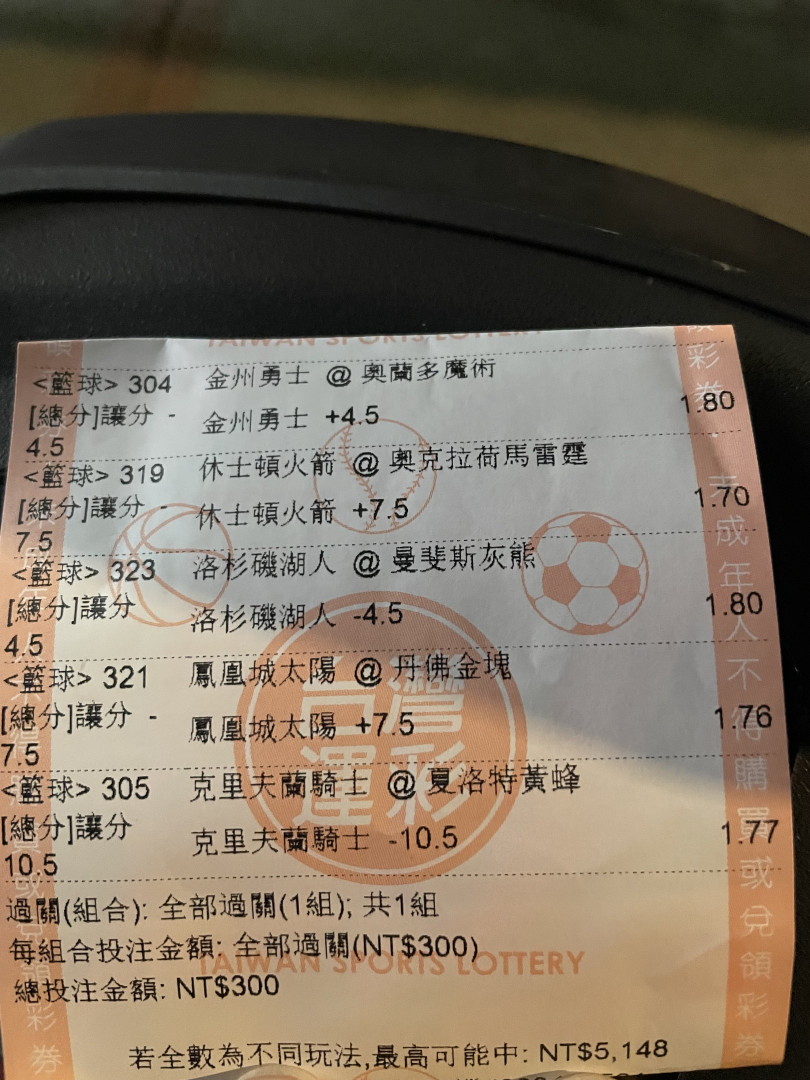 TAIWAN SPORTS LOTTERY
<籃球> 304 金州勇士 @ 奧蘭多魔術
[總分]讓分 - 金州勇士 +4.5 1.80
4.5
<籃球> 319 休士頓火箭 @ 奧克拉荷馬雷霆
[總分]讓分 - 休士頓火箭 +7.5 1.70
7.5
<籃球> 323 洛杉磯湖人 @ 曼斐斯灰熊
[總分]讓分 洛杉磯湖人 -4.5 1.80
4.5
<籃球> 321 鳳凰城太陽 @ 丹佛金塊
[總分]讓分 - 鳳凰城太陽 +7.5 1.76
7.5
<籃球> 305 克里夫蘭騎士 @ 夏洛特黃蜂
[總分]讓分 克里夫蘭騎士 -10.5 1.77
10.5
台灣
運彩
過關(組合): 全部過關(1組); 共1組
每組合投注金額: 全部過關(NT$300)
TAIWAN SPORTS LOTTERY
總投注金額: NT$300
若全數為不同玩法,最高可能中: NT$5,148
領彩券‧未成年人不得購買或兌領彩券